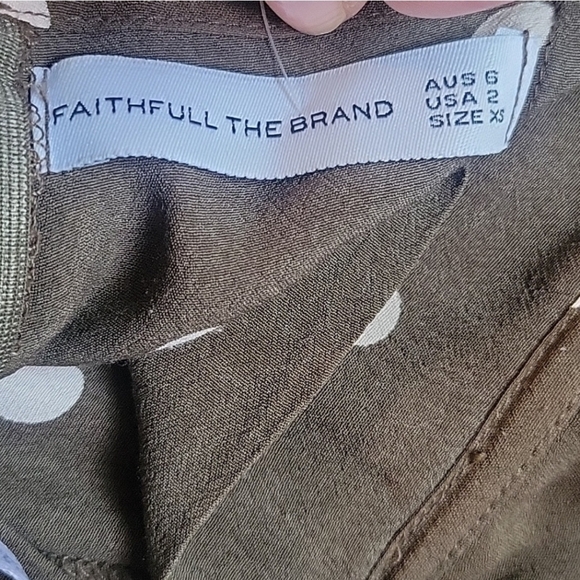 FAITHFULL THE BRAND
AUS 6
USA 2
SIZE XS